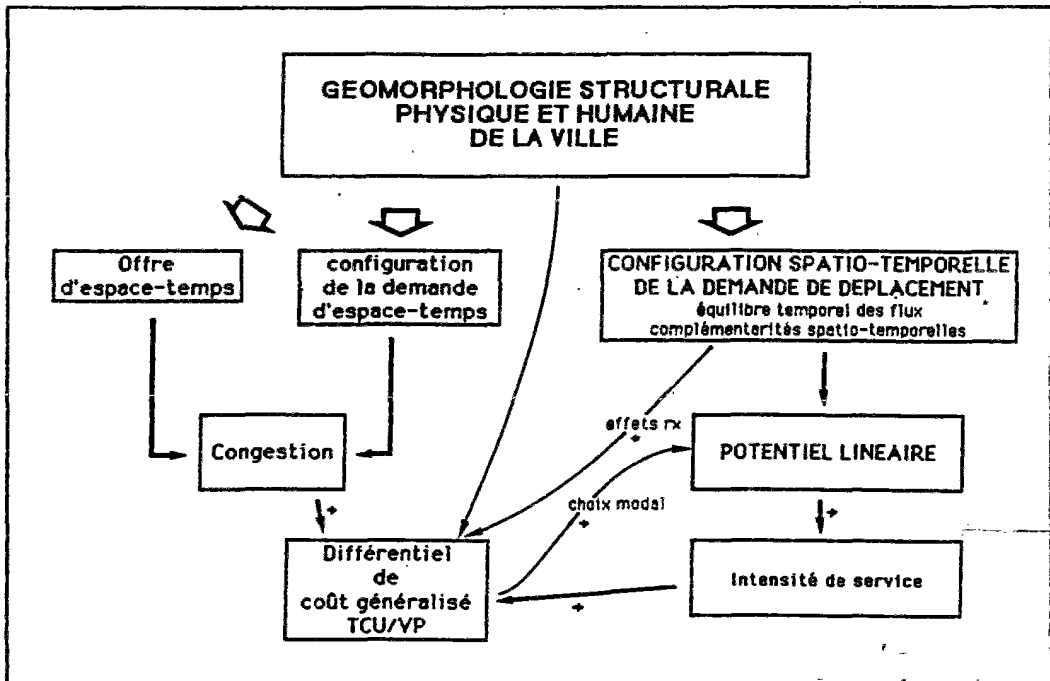 GEOMORPHOLOGIE STRUCTURALE
PHYSIQUE ET HUMAINE
DE LA VILLE
Offre
d'espace-temps
configuration
de la demande
d'espace-temps
CONFIGURATION SPATIO-TEMPORELLE
DE LA DEMANDE DE DEPLACEMENT
équilibre temporel des flux
complémentarités spatio-temporelles
effets rx
+
Congestion
POTENTIEL LINEAIRE
choix modal
+
+
+
Différentiel
de
coût généralisé
TCU/VP
Intensité de service
+